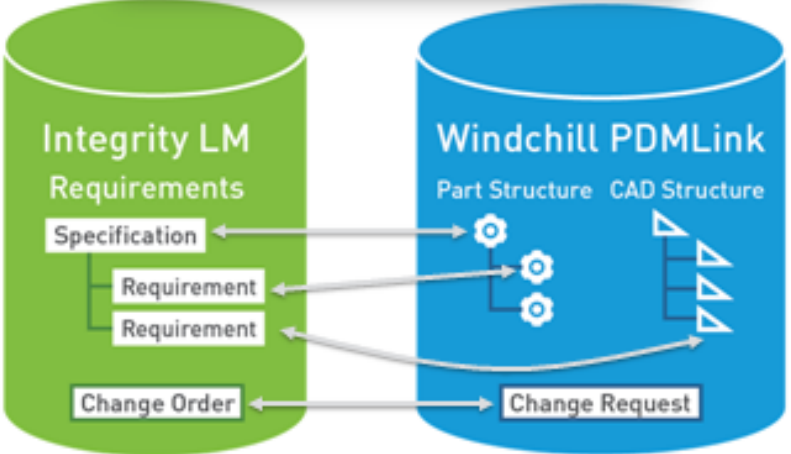 Integrity LM
Requirements
Specification
Requirement
Requirement
Change Order
Windchill PDMLink
Part Structure
CAD Structure
Change Request